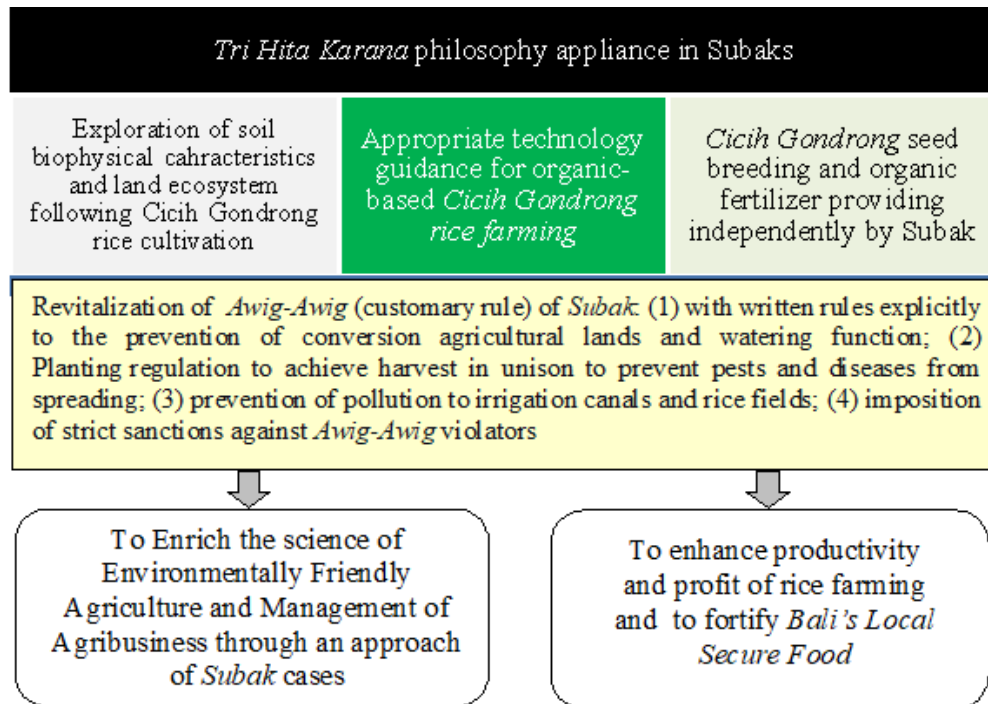 Tri Hita Karana philosophy appliance in Subaks
Exploration of soil
biophysical cahracteristics
and land ecosystem
following Cicih Gondrong
rice cultivation
Appropriate technology
guidance for organic-
based Cicih Gondrong
rice farming
Cicih Gondrong seed
breeding and organic
fertilizer providing
independently by Subak
Revitalization of Awig-Awig (customary rule) of Subak: (1) with written rules explicitly
to the prevention of conversion agricultural lands and watering function; (2)
Planting regulation to achieve harvest in unison to prevent pests and diseases from
spreading; (3) prevention of pollution to irrigation canals and rice fields; (4) imposition
of strict sanctions against Awig-Awig violators
To Enrich the science of
Environmentally Friendly
Agriculture and Management of
Agribusiness through an approach
of Subak cases
To enhance productivity
and profit of rice farming
and to fortify Bali's Local
Secure Food